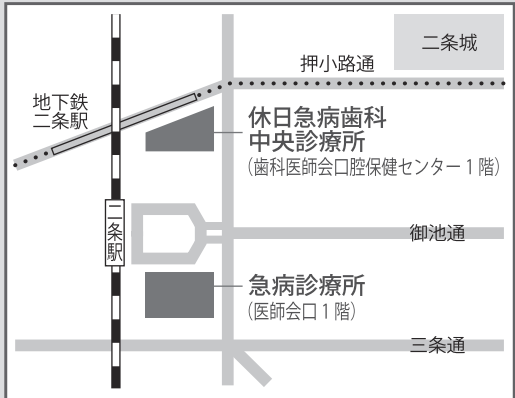 二条城
押小路通
地下鉄
二条駅
休日急病歯科
中央診療所
（歯科医師会口腔保健センター1階）
二条駅
御池通
急病診療所
（医師会口1階）
三条通